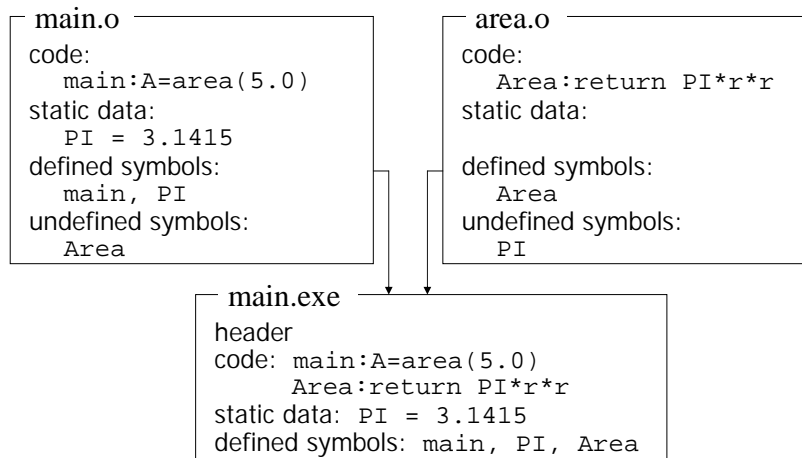 main.o
code:
main:A=area(5.0)
static data:
PI = 3.1415
defined symbols:
main, PI
undefined symbols:
Area
area.o
code:
Area:return PI*r*r
static data:
defined symbols:
Area
undefined symbols:
PI
main.exe
header
code: main:A=area(5.0)
Area:return PI*r*r
static data: PI = 3.1415
defined symbols: main, PI, Area